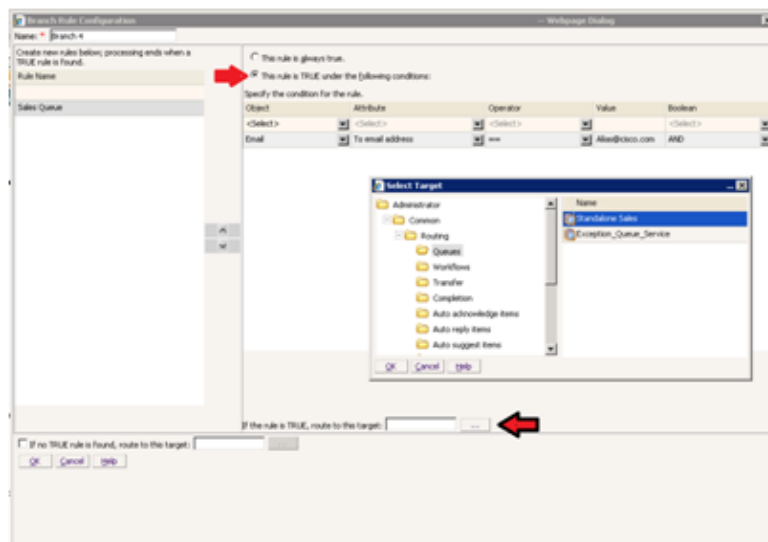 Branch Rule Configuration -- Webpage Dialog
Name: * Branch 4
Create new rules below; processing ends when a
TRUE rule is found.
Rule Name
Sales Queue
This rule is always true.
This rule is TRUE under the following conditions:
Specify the condition for the rule.
Object Attribute Operator Value Boolean
<Select> <Select> <Select> <Select>
Email To email address == Alias@cisco.com AND
Select Target
Administrator
Common
Routing
Queues
Workflows
Transfer
Completion
Auto acknowledge items
Auto reply items
Auto suggest items
Name
Standalone Sales
Exception_Queue_Service
OK Cancel Help
If the rule is TRUE, route to this target: ...
If no TRUE rule is found, route to this target:
OK Cancel Help